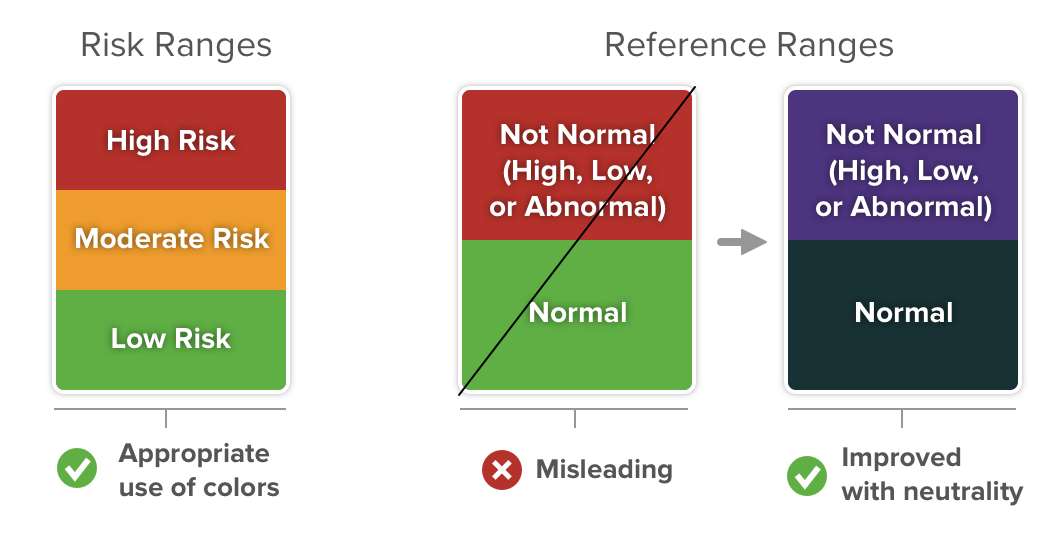 Risk Ranges
High Risk
Moderate Risk
Low Risk
Appropriate
use of colors
Reference Ranges
Not Normal
(High, Low,
or Abnormal)
Normal
Misleading
Not Normal
(High, Low,
or Abnormal)
Normal
Improved
with neutrality